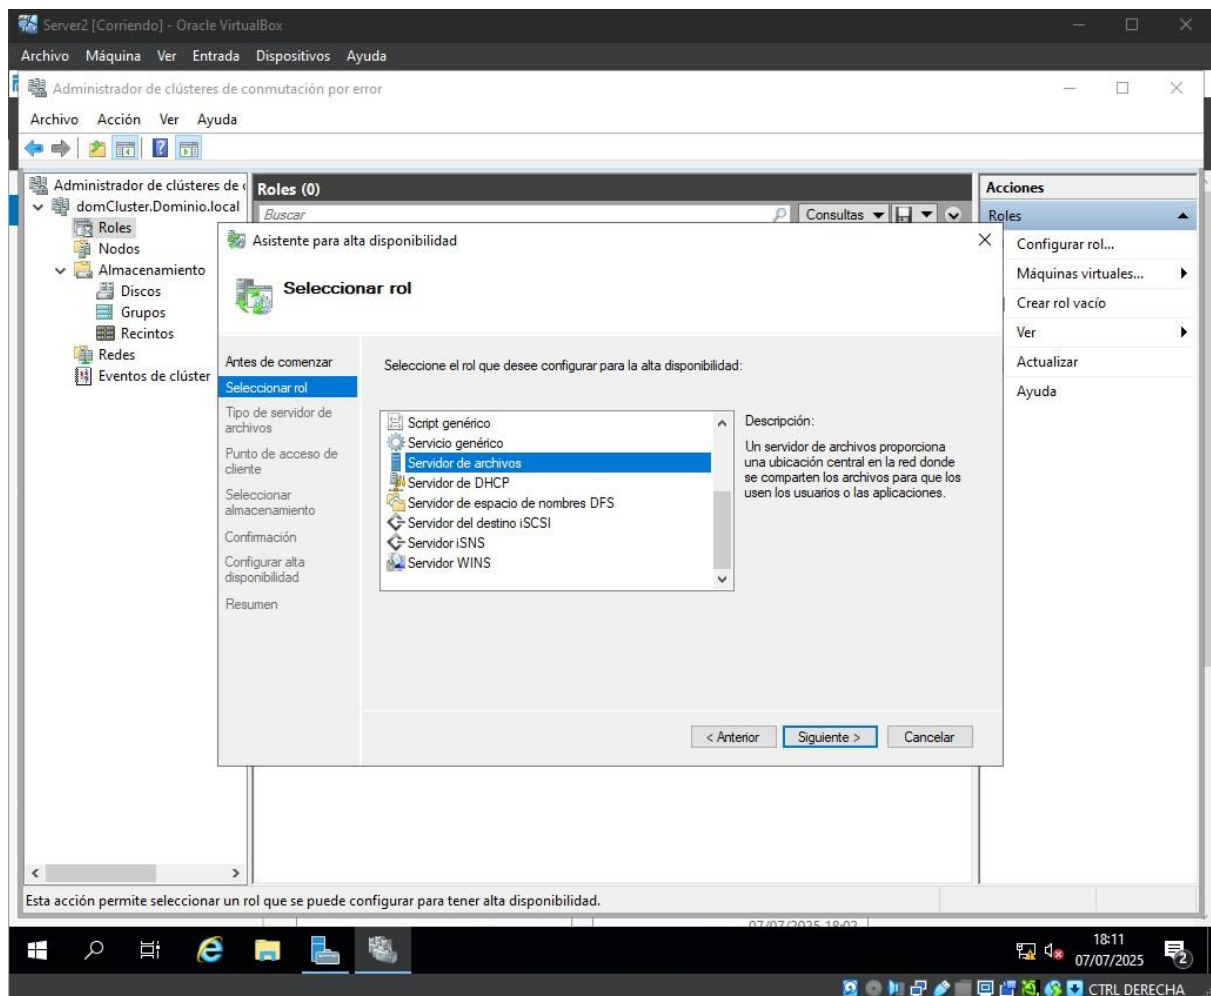 Server2 [Corriendo] - Oracle VirtualBox
Archivo Máquina Ver Entrada Dispositivos Ayuda
Administrador de clústeres de conmutación por error
Archivo Acción Ver Ayuda
Administrador de clústeres de
domCluster.Dominio.local
Roles
Nodos
Almacenamiento
Discos
Grupos
Recintos
Redes
Eventos de clúster
Roles (0)
Buscar
Consultas
Acciones
Roles
Configurar rol...
Máquinas virtuales...
Crear rol vacío
Ver
Actualizar
Ayuda
Asistente para alta disponibilidad
Seleccionar rol
Antes de comenzar
Seleccionar rol
Tipo de servidor de
archivos
Punto de acceso de
cliente
Seleccionar
almacenamiento
Confirmación
Configurar alta
disponibilidad
Resumen
Seleccione el rol que desee configurar para la alta disponibilidad:
Script genérico
Servicio genérico
Servidor de archivos
Servidor de DHCP
Servidor de espacio de nombres DFS
Servidor del destino iSCSI
Servidor iSNS
Servidor WINS
Descripción:
Un servidor de archivos proporciona
una ubicación central en la red donde
se comparten los archivos para que los
usen los usuarios o las aplicaciones.
< Anterior
Siguiente >
Cancelar
Esta acción permite seleccionar un rol que se puede configurar para tener alta disponibilidad.
07/07/2025 18:02
18:11
07/07/2025
2
CTRL DERECHA